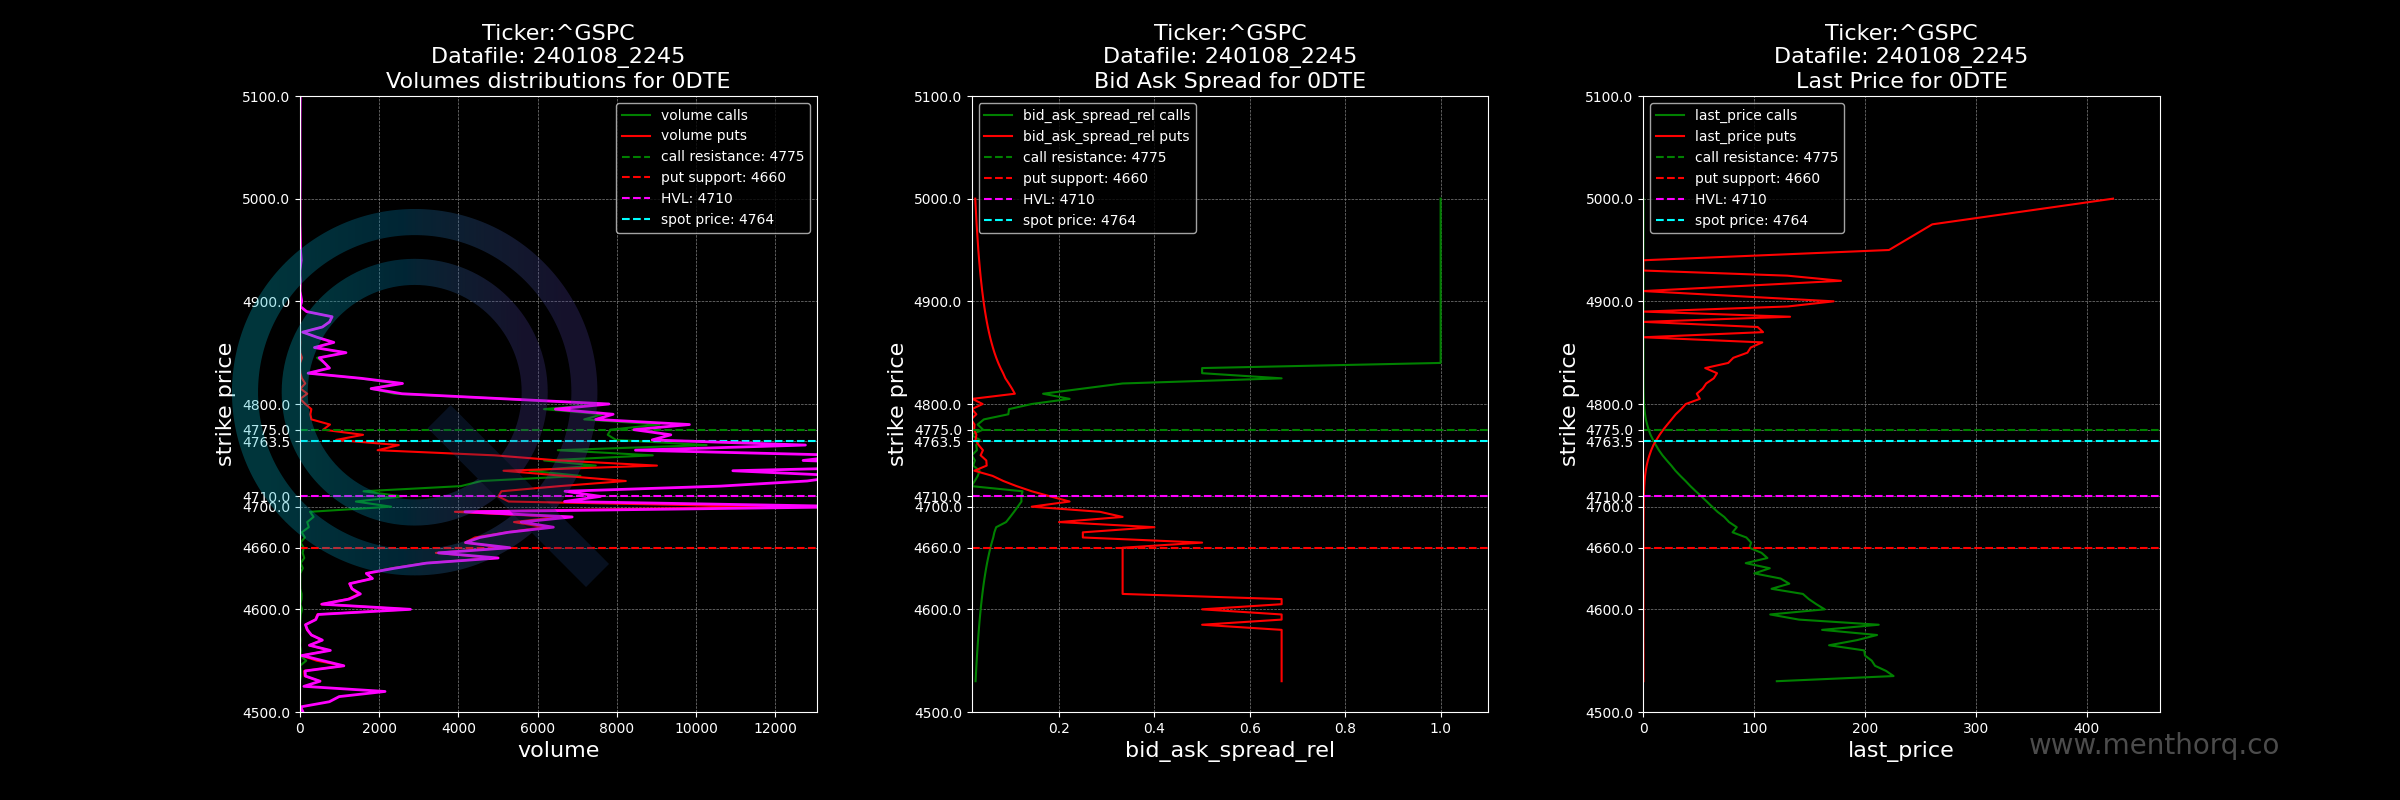 Ticker:^GSPC
Datafile: 240108_2245
Volumes distributions for 0DTE
5100.0
5000.0
4900.0
4800.0
4775.0
4763.5
4710.0
4700.0
4660.0
4600.0
4500.0
strike price
volume calls
volume puts
call resistance: 4775
put support: 4660
HVL: 4710
spot price: 4764
0 2000 4000 6000 8000 10000 12000
volume
Ticker:^GSPC
Datafile: 240108_2245
Bid Ask Spread for 0DTE
5100.0
5000.0
4900.0
4800.0
4775.0
4763.5
4710.0
4700.0
4660.0
4600.0
4500.0
strike price
bid_ask_spread_rel calls
bid_ask_spread_rel puts
call resistance: 4775
put support: 4660
HVL: 4710
spot price: 4764
0.2 0.4 0.6 0.8 1.0
bid_ask_spread_rel
Ticker:^GSPC
Datafile: 240108_2245
Last Price for 0DTE
5100.0
5000.0
4900.0
4800.0
4775.0
4763.5
4710.0
4700.0
4660.0
4600.0
4500.0
strike price
last_price calls
last_price puts
call resistance: 4775
put support: 4660
HVL: 4710
spot price: 4764
0 100 200 300 400
last_price
www.menthorq.co